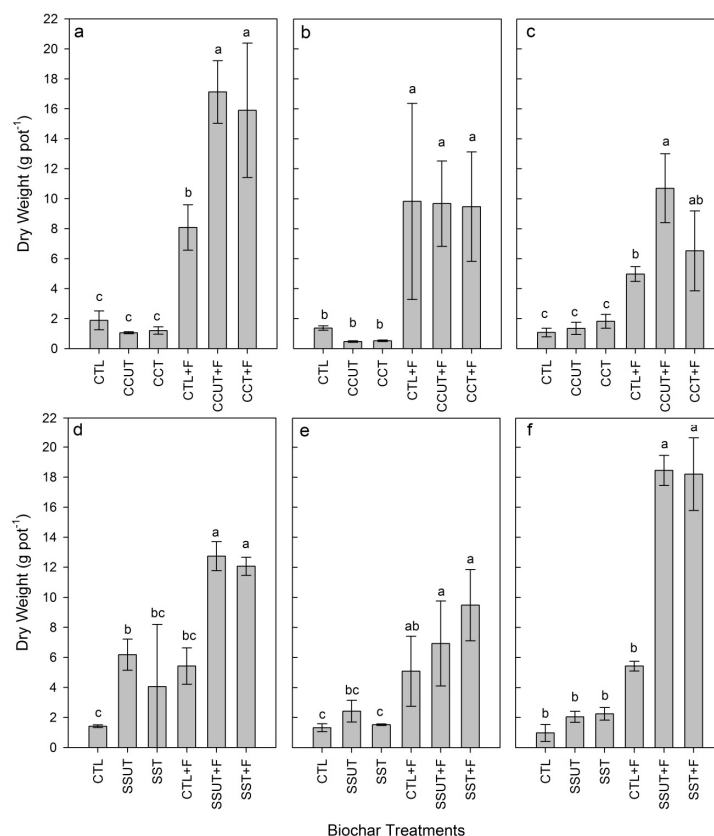 a
b
c
22
20
18
16
14
12
10
8
6
4
2
0
Dry Weight (g pot⁻¹)
c
c
c
b
a
a
b
b
b
a
a
a
c
c
c
b
a
ab
CTL
CCUT
CCT
CTL+F
CCUT+F
CCT+F
CTL
CCUT
CCT
CTL+F
CCUT+F
CCT+F
CTL
CCUT
CCT
CTL+F
CCUT+F
CCT+F
d
e
f
22
20
18
16
14
12
10
8
6
4
2
0
Dry Weight (g pot⁻¹)
c
b
bc
bc
a
a
c
bc
c
ab
a
a
b
b
b
b
a
a
CTL
SSUT
SST
CTL+F
SSUT+F
SST+F
CTL
SSUT
SST
CTL+F
SSUT+F
SST+F
CTL
SSUT
SST
CTL+F
SSUT+F
SST+F
Biochar Treatments